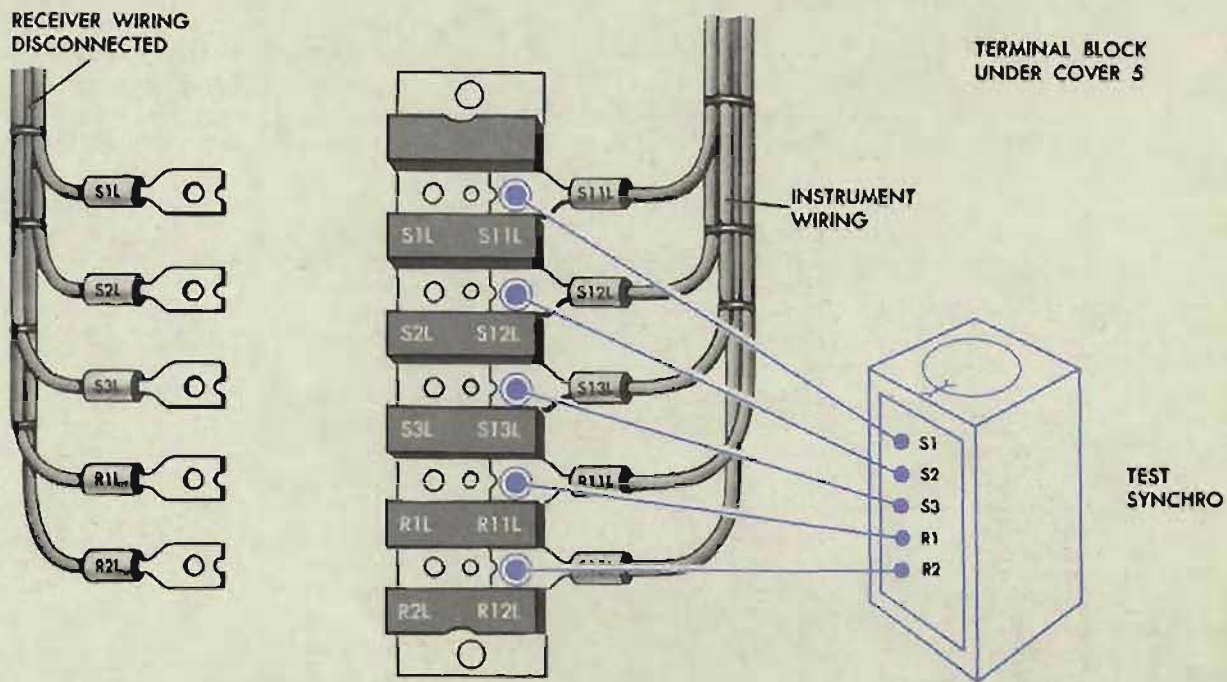 RECEIVER WIRING
DISCONNECTED
TERMINAL BLOCK
UNDER COVER 5
S1L
S11L
INSTRUMENT
WIRING
S1L S11L
S2L
S12L
S2L S12L
S3L
S13L
S3L S13L
S1
S2
S3
R1
R2
TEST
SYNCHRO
R1L
R11L
R1L R11L
R2L
R2L R12L